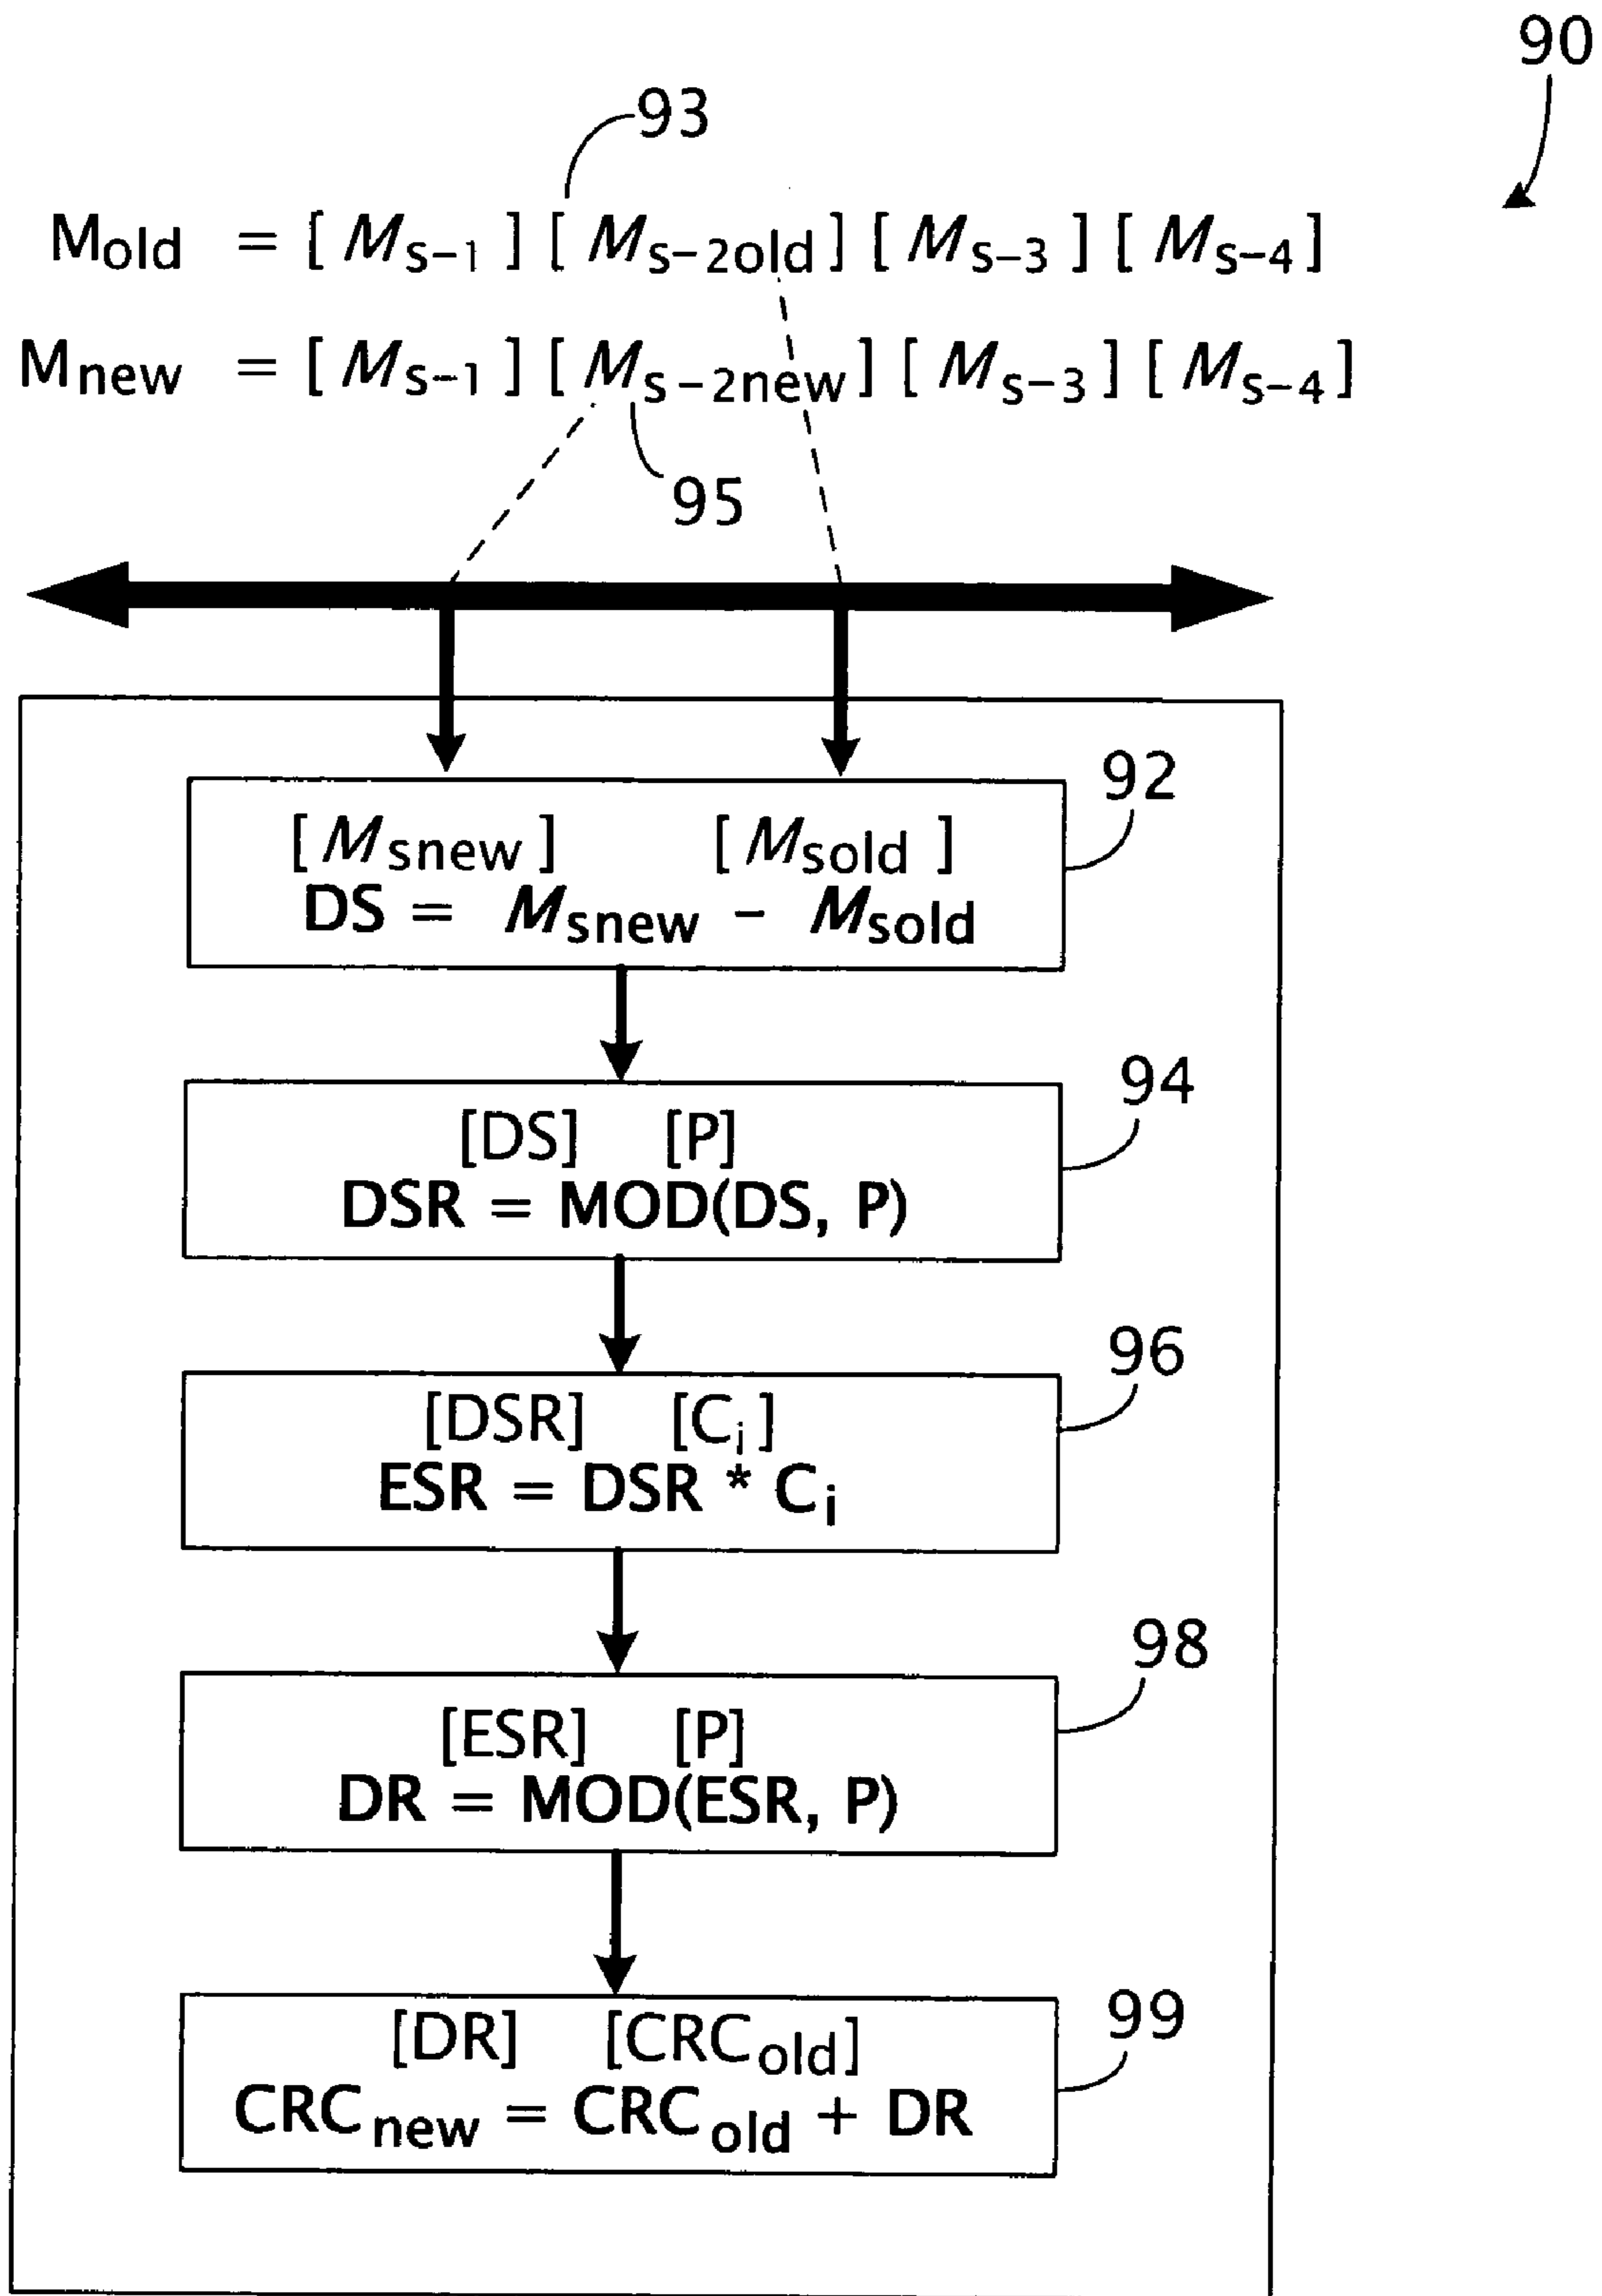 90
93
Mold = [ Ms-1 ] [ Ms-2old ] [ Ms-3 ] [ Ms-4 ]
Mnew = [ Ms-1 ] [ Ms-2new ] [ Ms-3 ] [ Ms-4 ]
95
92
[ Msnew ] [ Msold ]
DS = Msnew - Msold
94
[DS] [P]
DSR = MOD(DS, P)
96
[DSR] [Ci]
ESR = DSR * Ci
98
[ESR] [P]
DR = MOD(ESR, P)
99
[DR] [CRCold]
CRCnew = CRCold + DR